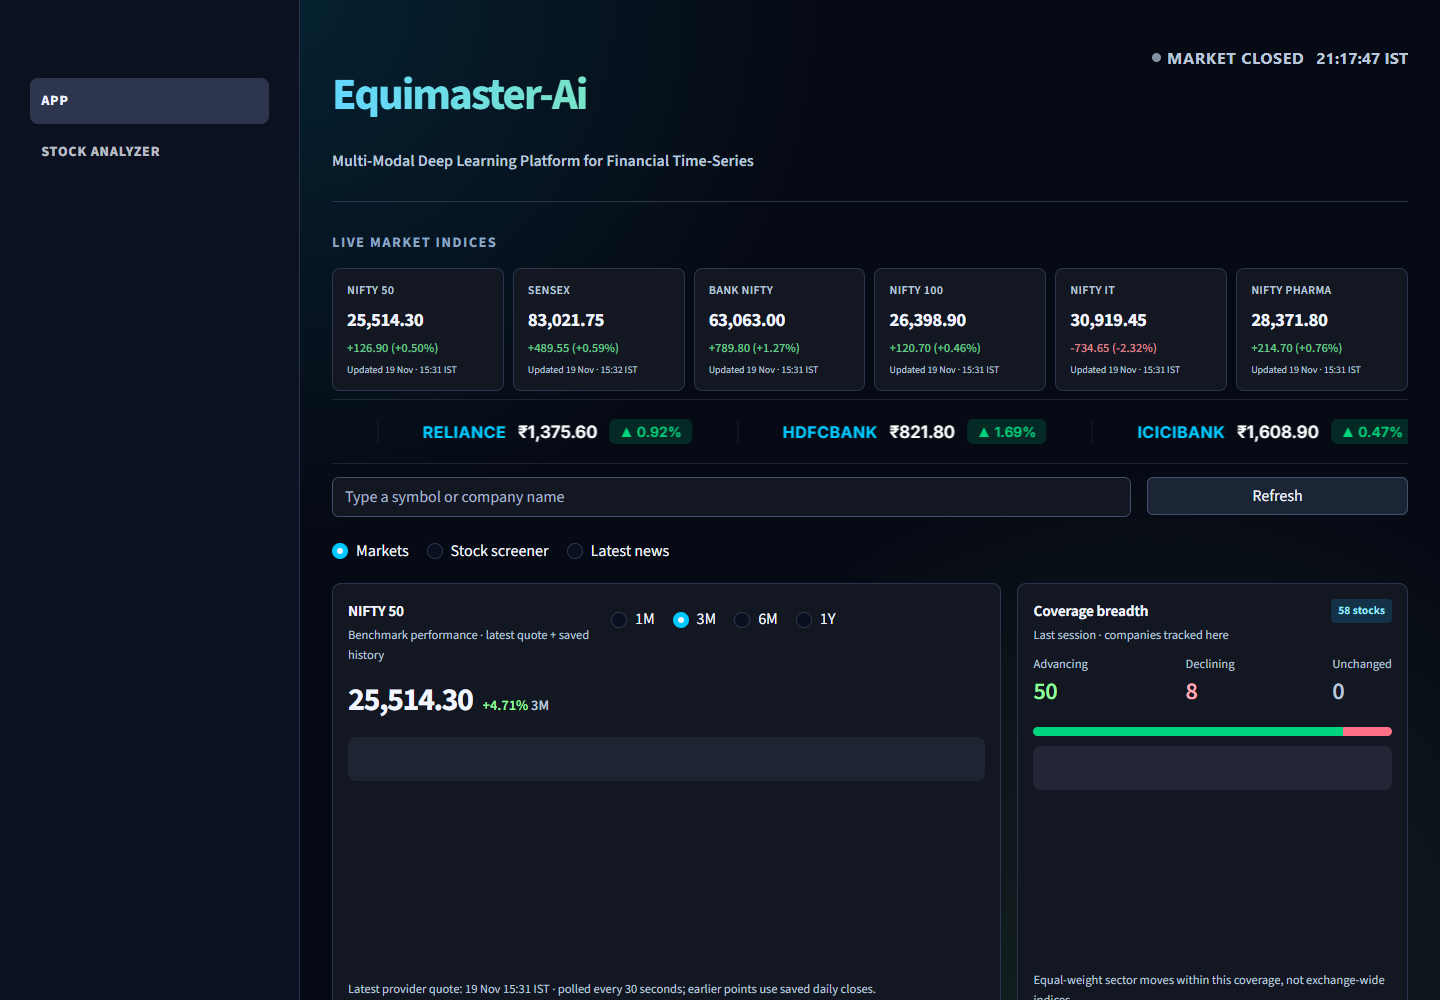 MARKET CLOSED 21:17:47 IST
APP
STOCK ANALYZER
Equimaster-Ai
Multi-Modal Deep Learning Platform for Financial Time-Series
LIVE MARKET INDICES
NIFTY 50
25,514.30
+126.90 (+0.50%)
Updated 19 Nov · 15:31 IST
SENSEX
83,021.75
+489.55 (+0.59%)
Updated 19 Nov · 15:32 IST
BANK NIFTY
63,063.00
+789.80 (+1.27%)
Updated 19 Nov · 15:31 IST
NIFTY 100
26,398.90
+120.70 (+0.46%)
Updated 19 Nov · 15:31 IST
NIFTY IT
30,919.45
-734.65 (-2.32%)
Updated 19 Nov · 15:31 IST
NIFTY PHARMA
28,371.80
+214.70 (+0.76%)
Updated 19 Nov · 15:31 IST
RELIANCE ₹1,375.60 ▲ 0.92% HDFCBANK ₹821.80 ▲ 1.69% ICICIBANK ₹1,608.90 ▲ 0.47%
Type a symbol or company name
Refresh
Markets Stock screener Latest news
NIFTY 50
Benchmark performance · latest quote + saved
history
1M 3M 6M 1Y
25,514.30 +4.71% 3M
Latest provider quote: 19 Nov 15:31 IST · polled every 30 seconds; earlier points use saved daily closes.
Coverage breadth
58 stocks
Last session · companies tracked here
Advancing Declining Unchanged
50 8 0
Equal-weight sector moves within this coverage, not exchange-wide
indices.